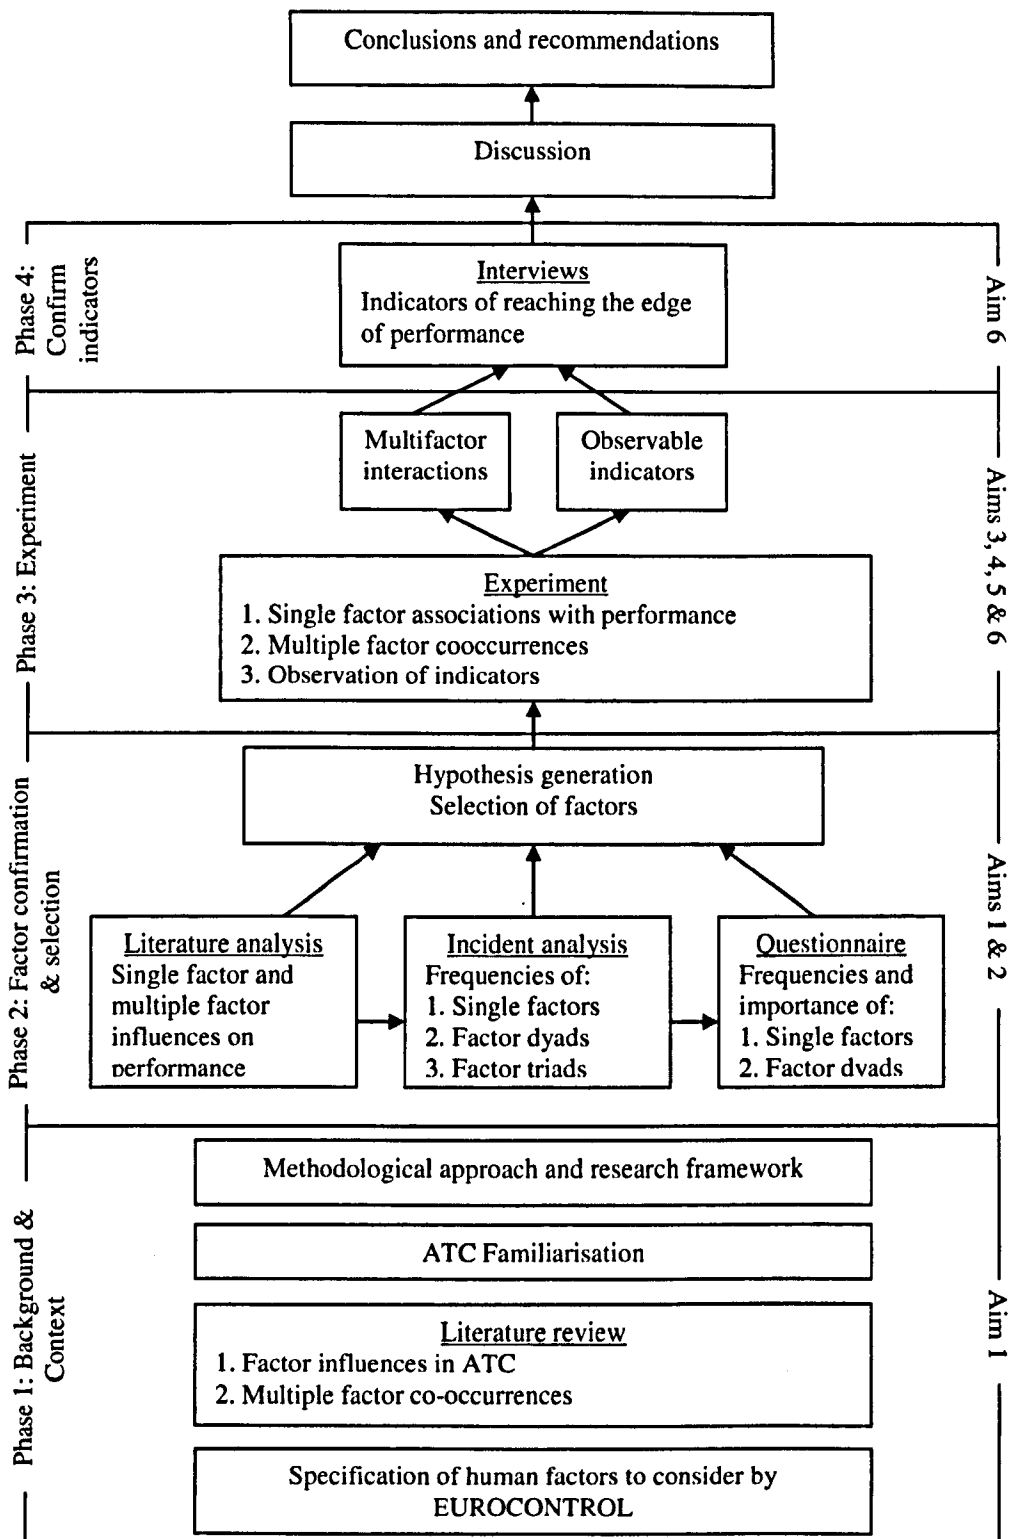 Conclusions and recommendations
Discussion
Phase 4:
Confirm
indicators
Interviews
Indicators of reaching the edge
of performance
Aim 6
Phase 3: Experiment
Multifactor
interactions
Observable
indicators
Experiment
1. Single factor associations with performance
2. Multiple factor cooccurrences
3. Observation of indicators
Aims 3, 4, 5 & 6
Phase 2: Factor confirmation
& selection
Hypothesis generation
Selection of factors
Literature analysis
Single factor and
multiple factor
influences on
performance
Incident analysis
Frequencies of:
1. Single factors
2. Factor dyads
3. Factor triads
Questionnaire
Frequencies and
importance of:
1. Single factors
2. Factor dyads
Aims 1 & 2
Phase 1: Background &
Context
Methodological approach and research framework
ATC Familiarisation
Literature review
1. Factor influences in ATC
2. Multiple factor co-occurrences
Specification of human factors to consider by
EUROCONTROL
Aim 1